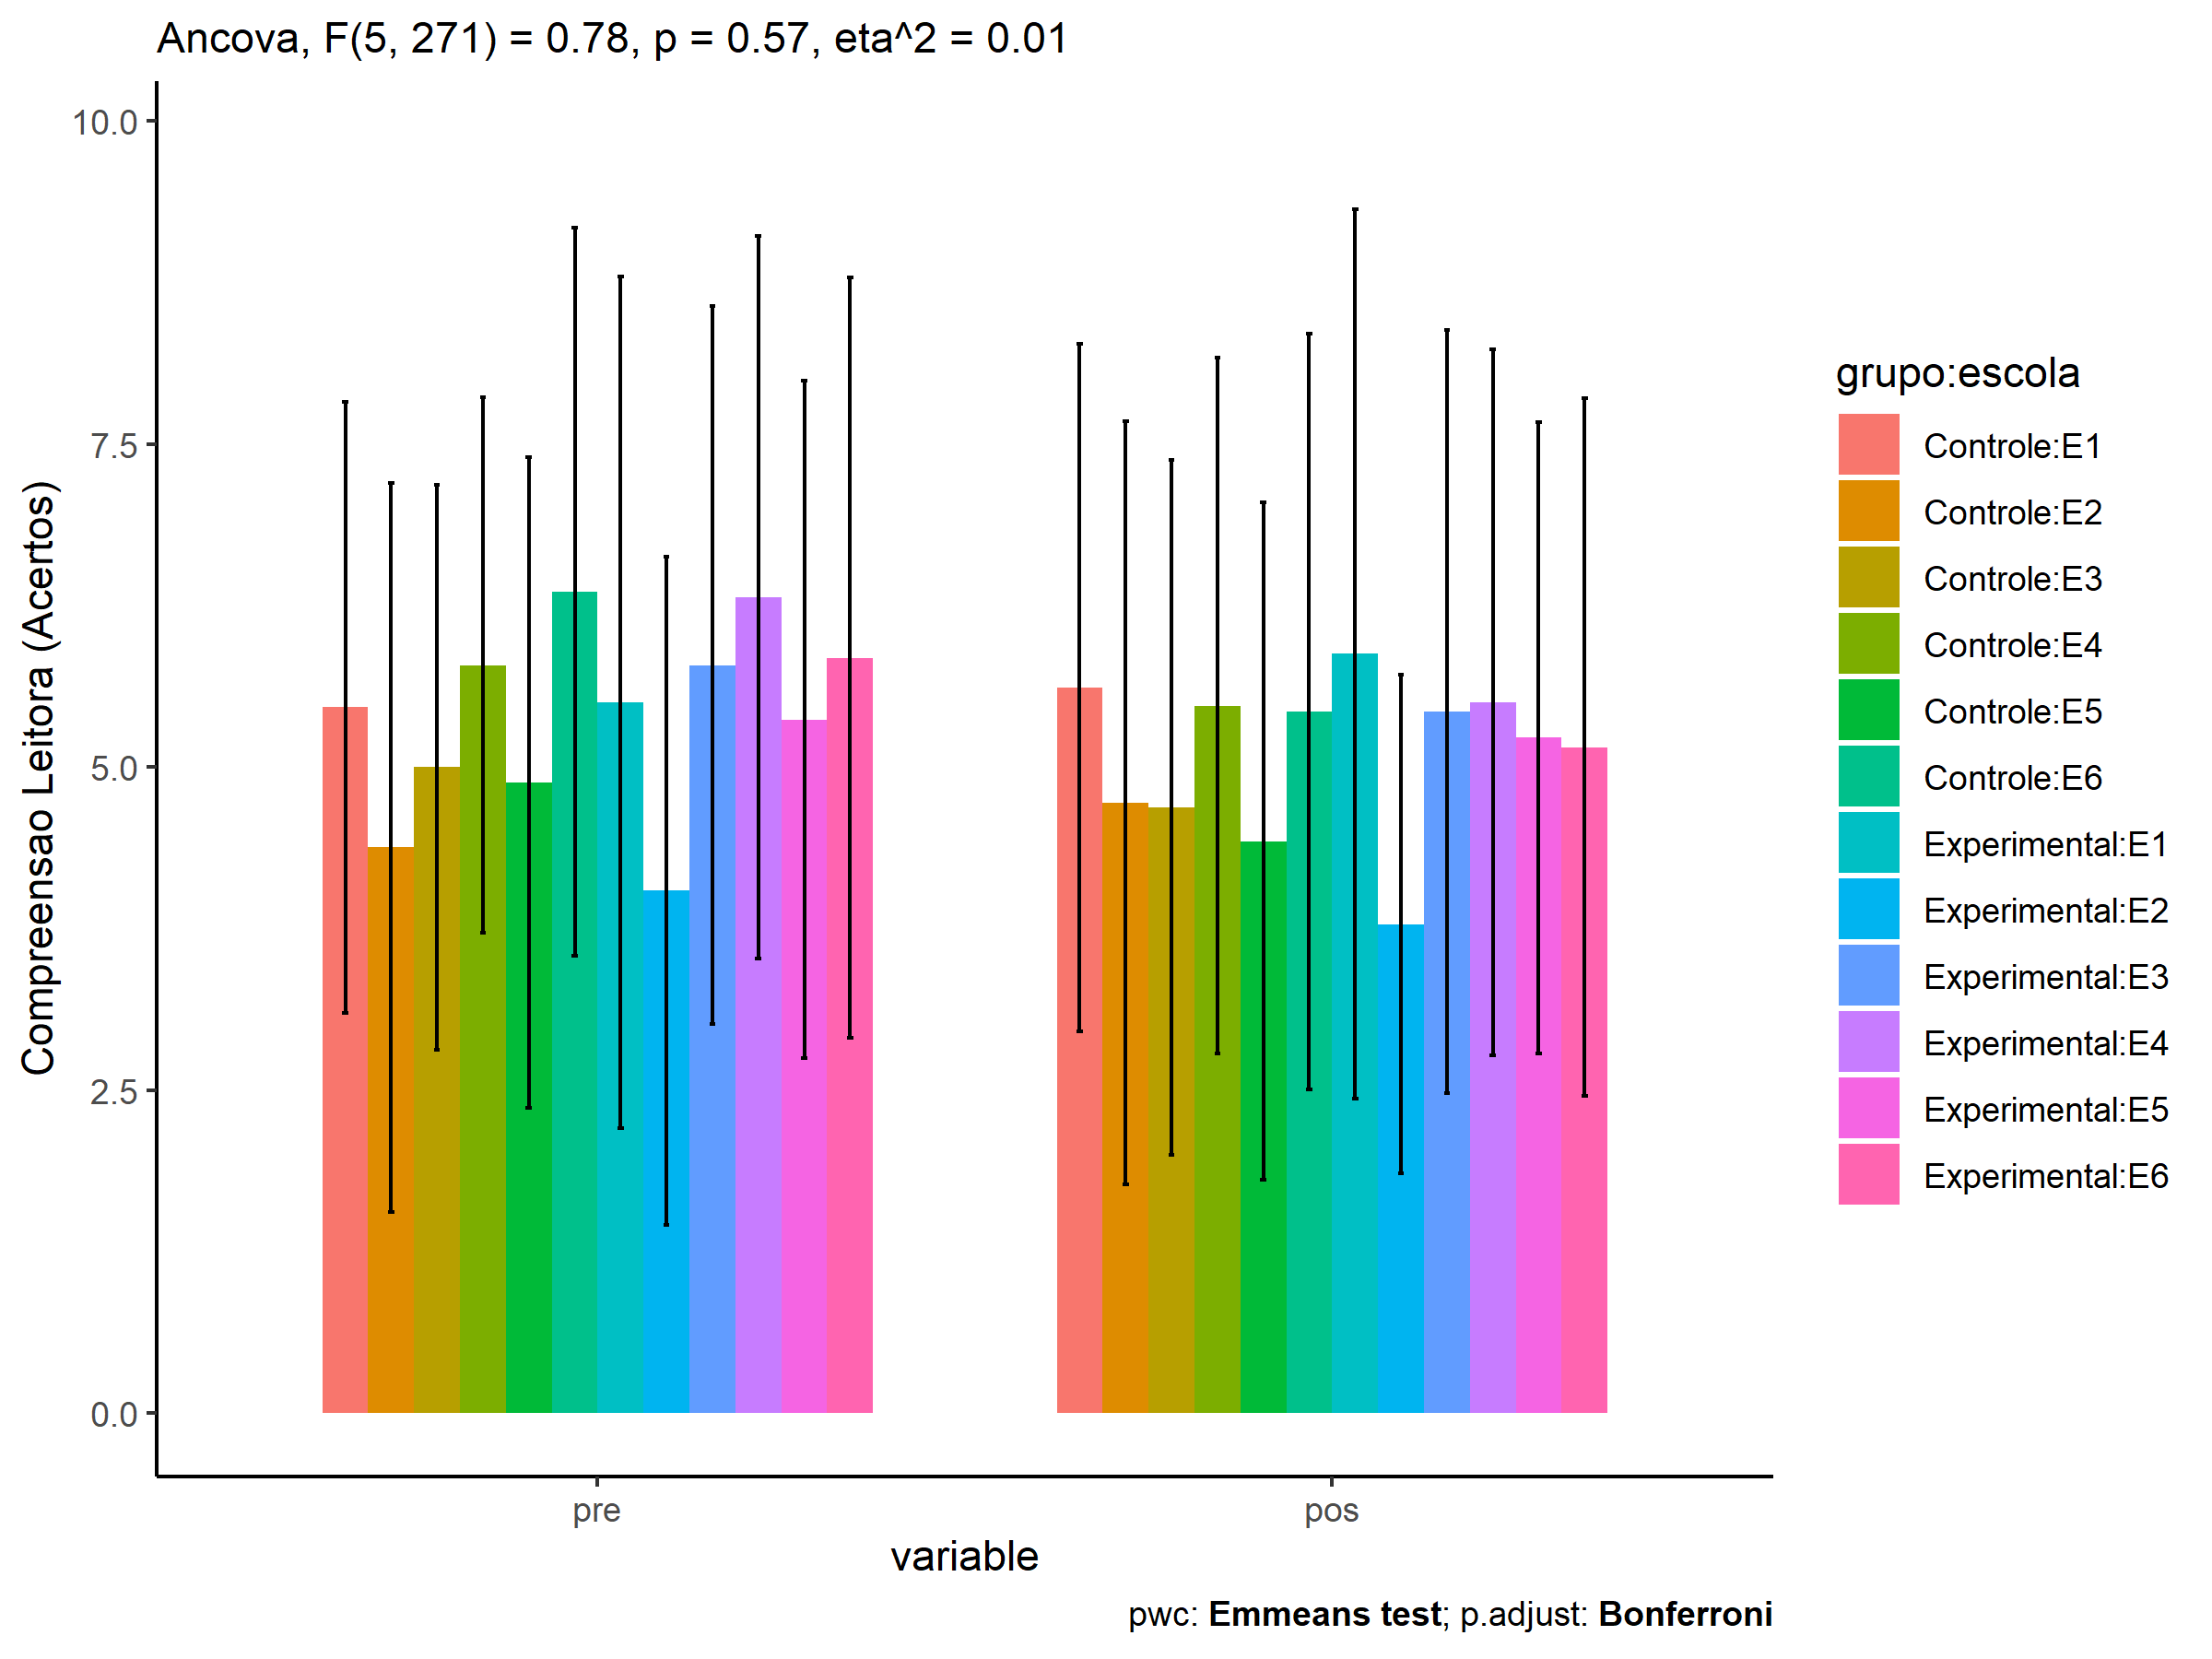 Ancova, F(5, 271) = 0.78, p = 0.57, eta^2 = 0.01
Compreensao Leitora (Acertos)
10.0
7.5
5.0
2.5
0.0
pre
pos
variable
pwc: Emmeans test; p.adjust: Bonferroni
grupo:escola
Controle:E1
Controle:E2
Controle:E3
Controle:E4
Controle:E5
Controle:E6
Experimental:E1
Experimental:E2
Experimental:E3
Experimental:E4
Experimental:E5
Experimental:E6